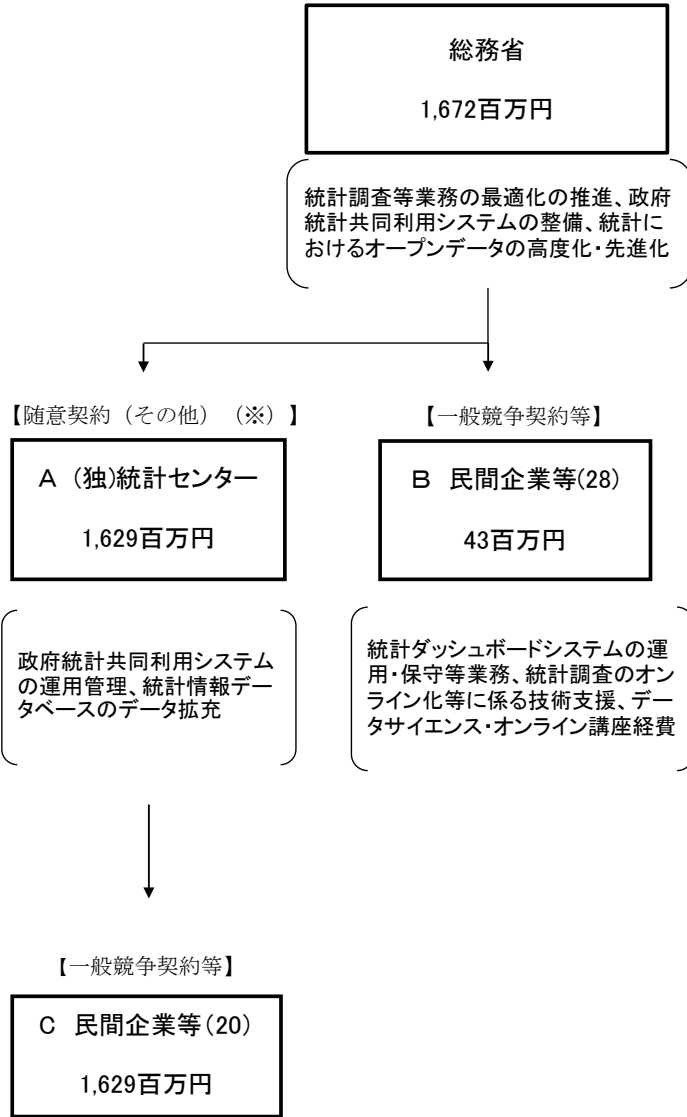 総務省
1,672百万円
統計調査等業務の最適化の推進、政府
統計共同利用システムの整備、統計に
おけるオープンデータの高度化・先進化
【随意契約（その他）（※）】
A （独）統計センター
1,629百万円
政府統計共同利用システム
の運用管理、統計情報デー
タベースのデータ拡充
【一般競争契約等】
B 民間企業等(28)
43百万円
統計ダッシュボードシステムの運
用・保守等業務、統計調査のオン
ライン化等に係る技術支援、デー
タサイエンス・オンライン講座経費
【一般競争契約等】
C 民間企業等(20)
1,629百万円